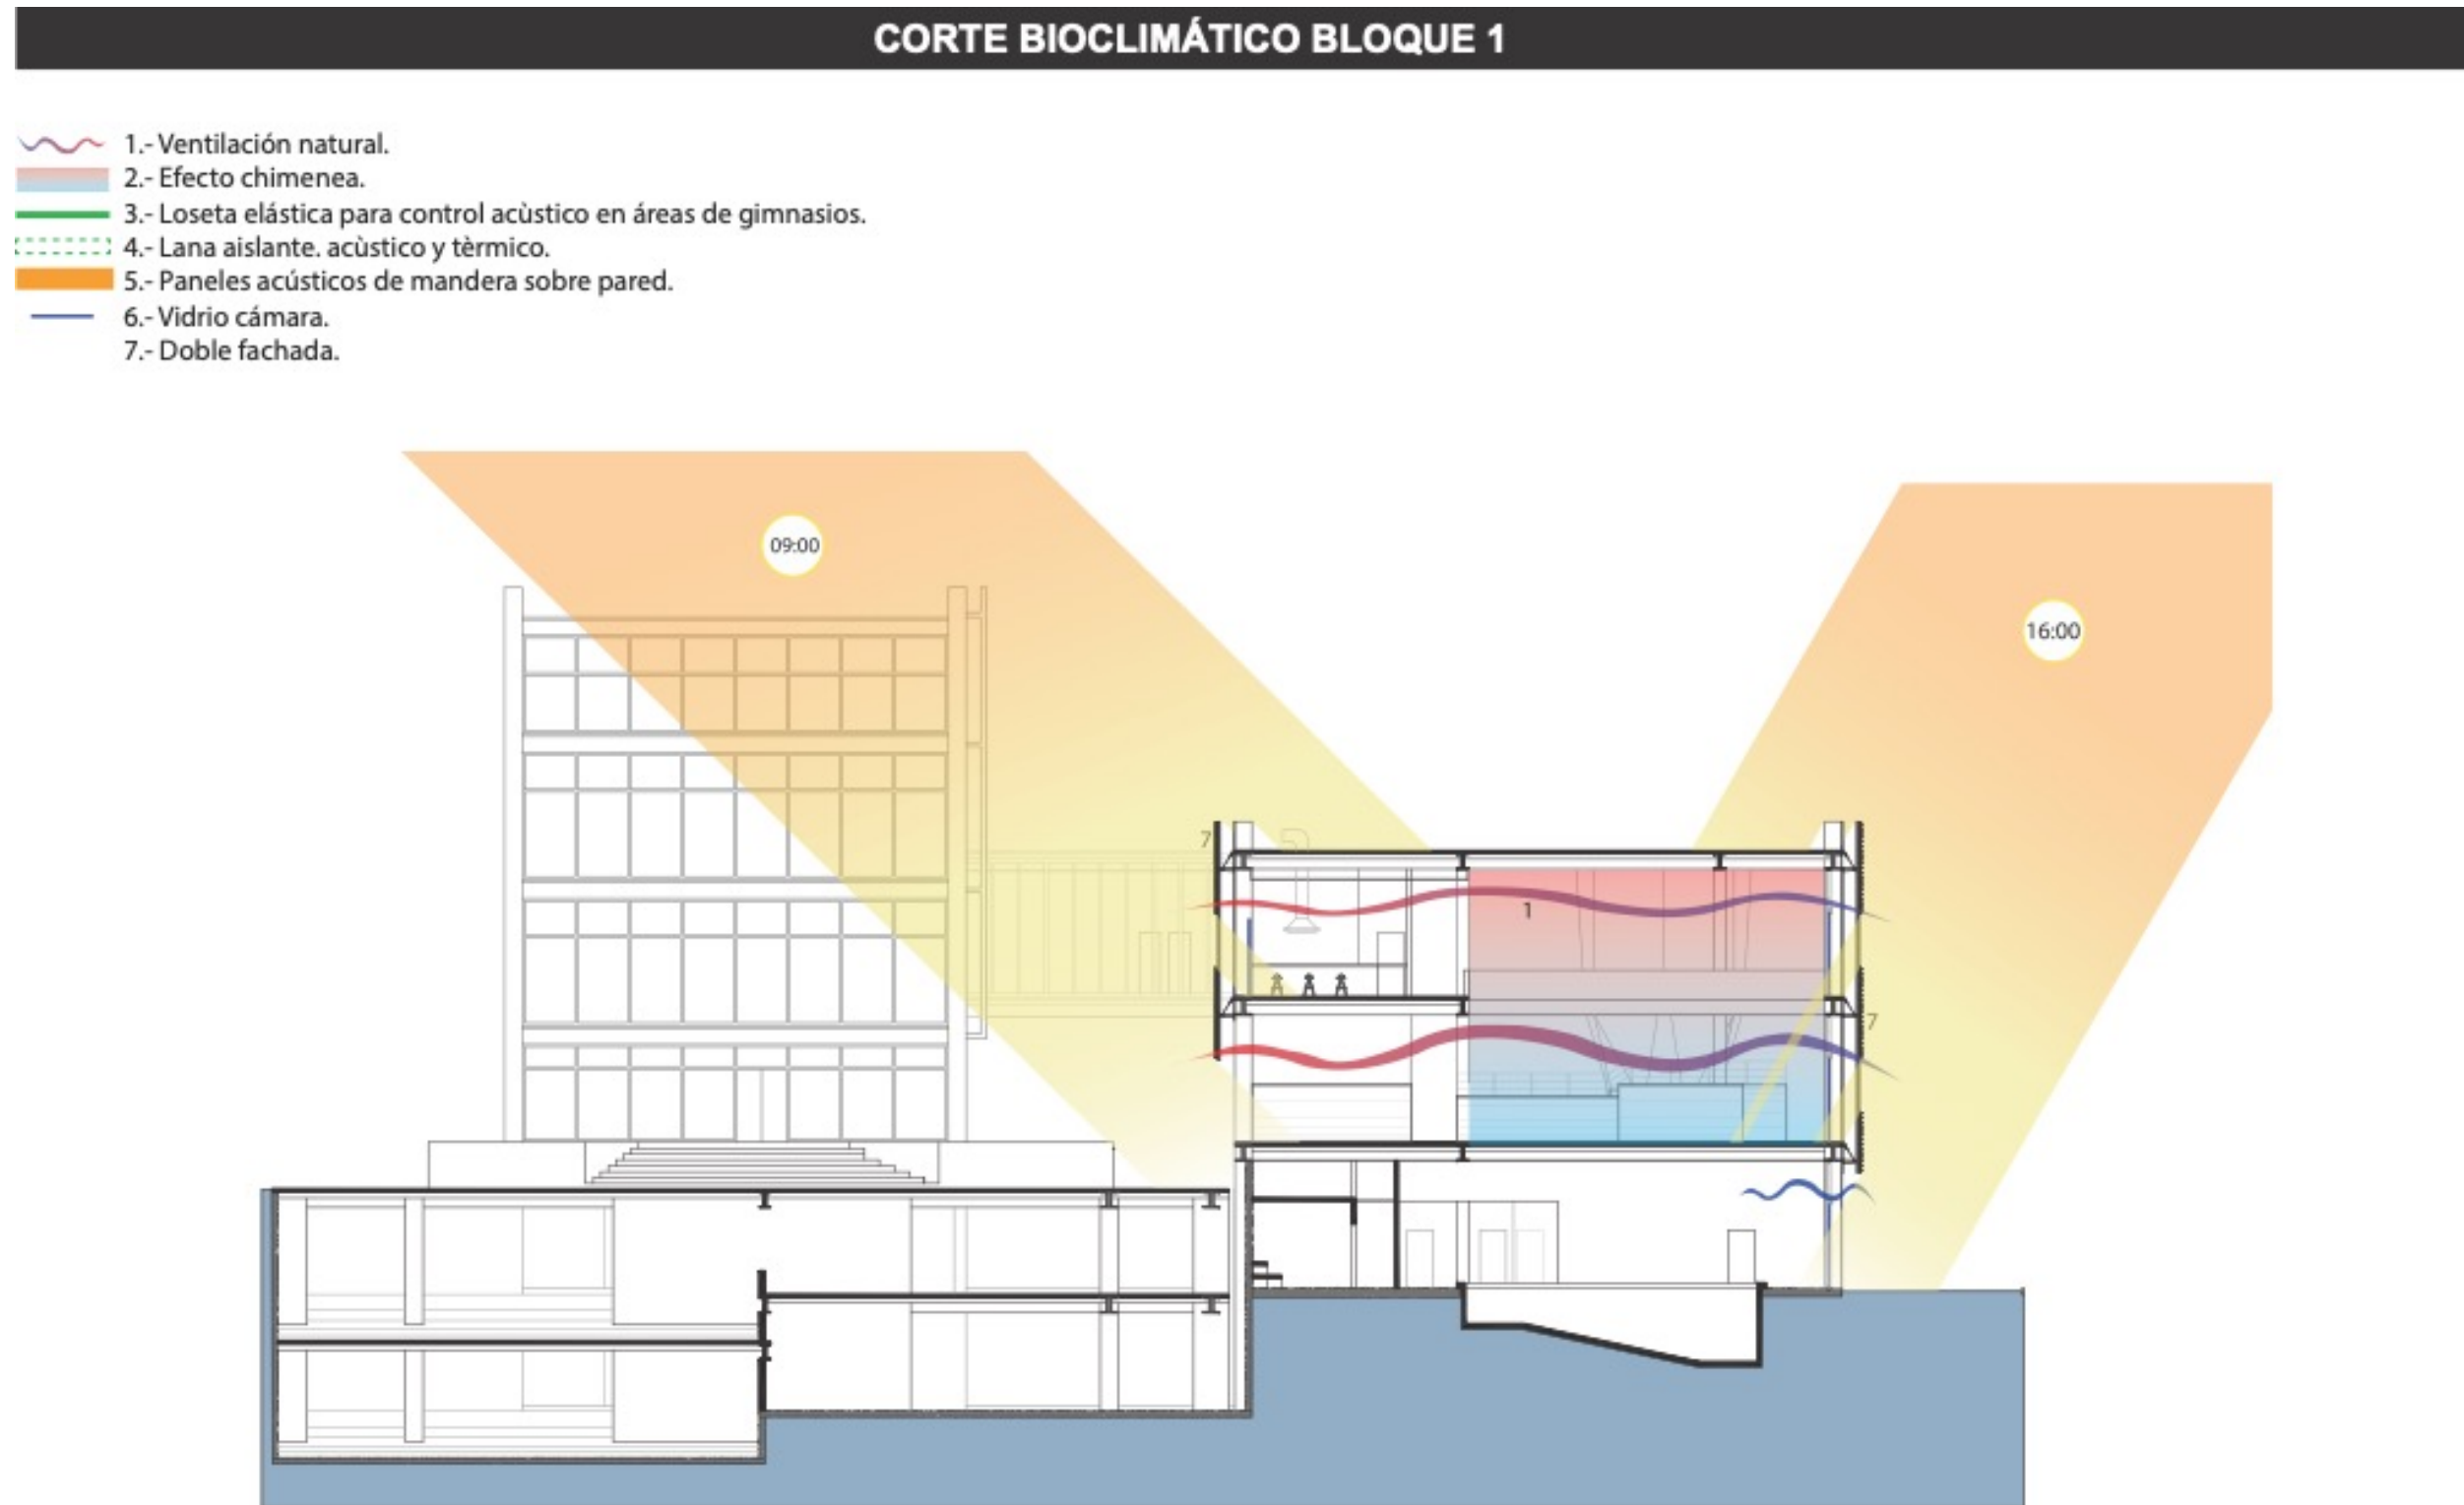 CORTE BIOCLIMÁTICO BLOQUE 1
1.- Ventilación natural.
2.- Efecto chimenea.
3.- Loseta elástica para control acùstico en áreas de gimnasios.
4.- Lana aislante. acùstico y tèrmico.
5.- Paneles acústicos de mandera sobre pared.
6.- Vidrio cámara.
7.- Doble fachada.
09:00
16:00
7
1
7